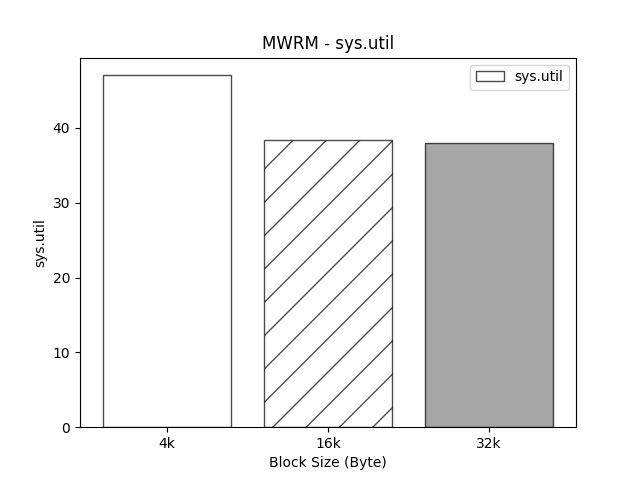 MWRM - sys.util
sys.util
40
30
20
10
0
sys.util
4k
16k
32k
Block Size (Byte)